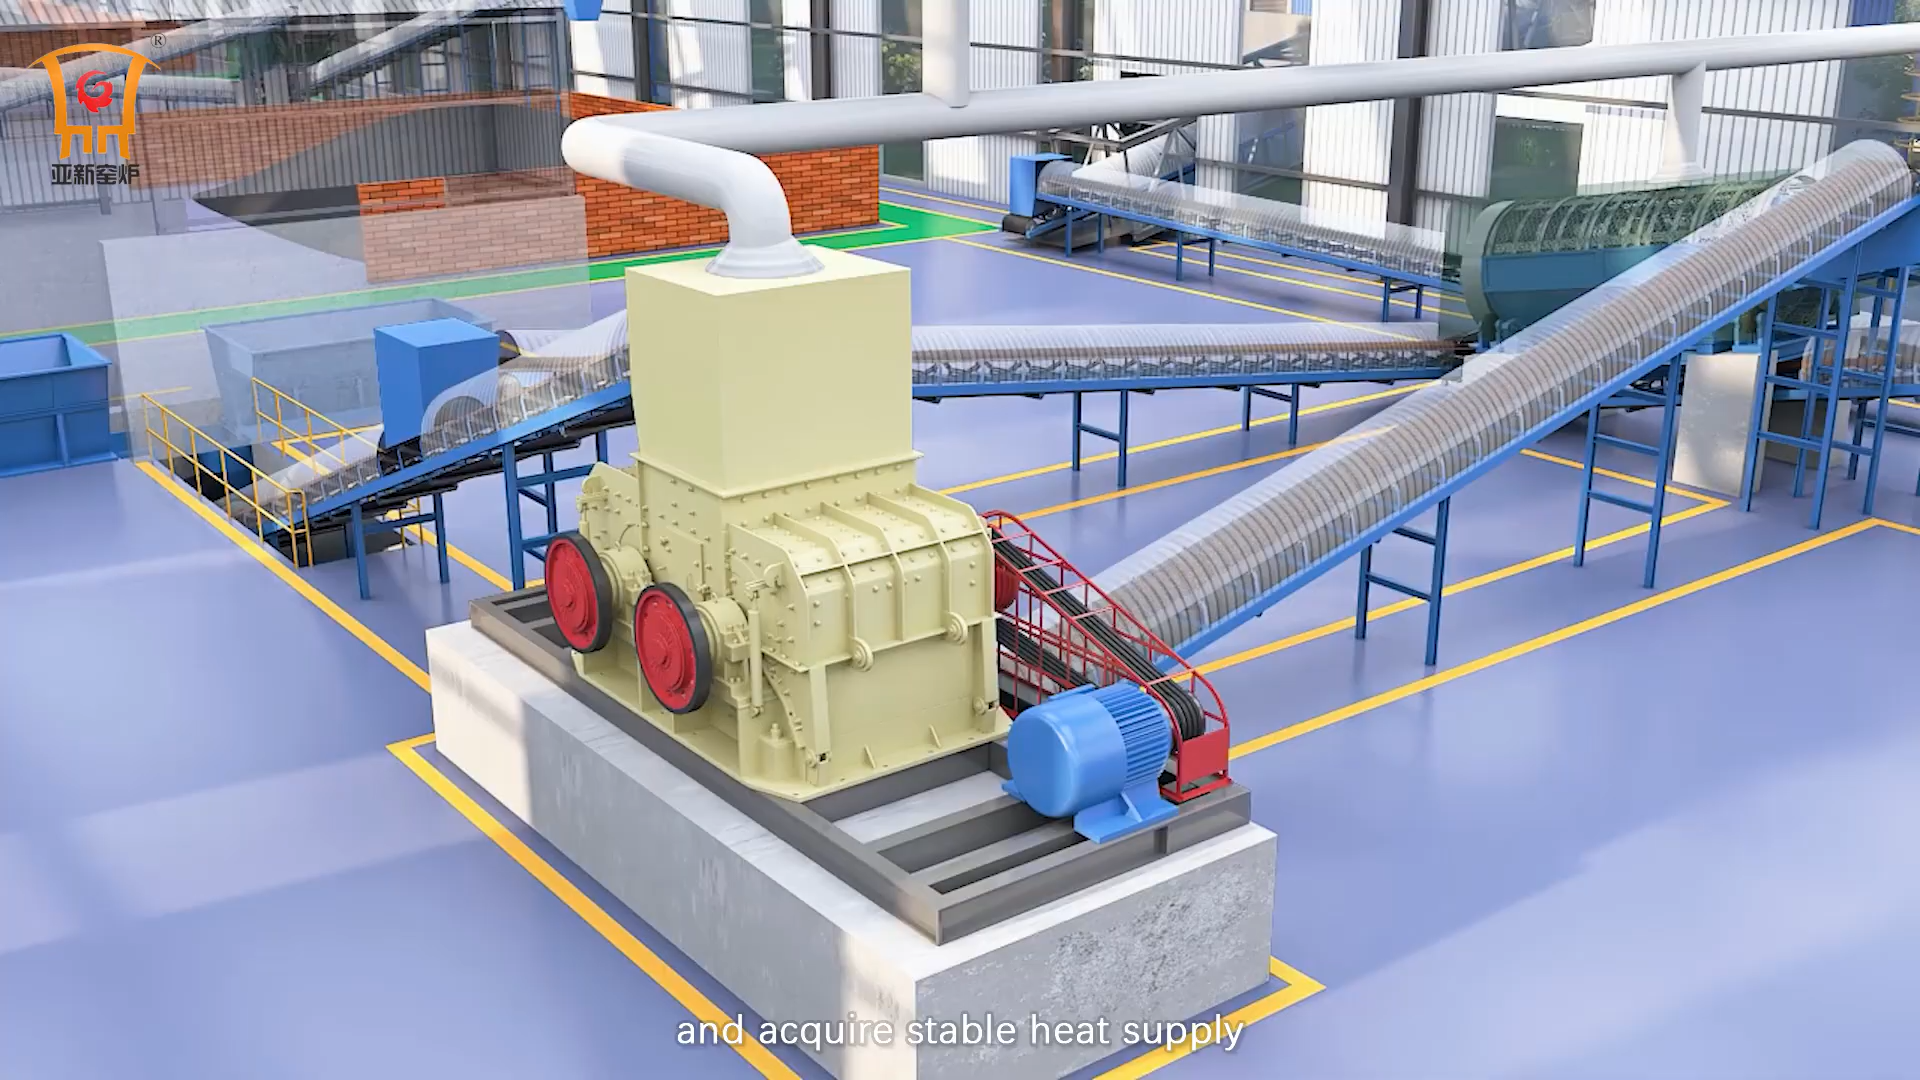 ®
亚新窑炉
and acquire stable heat supply